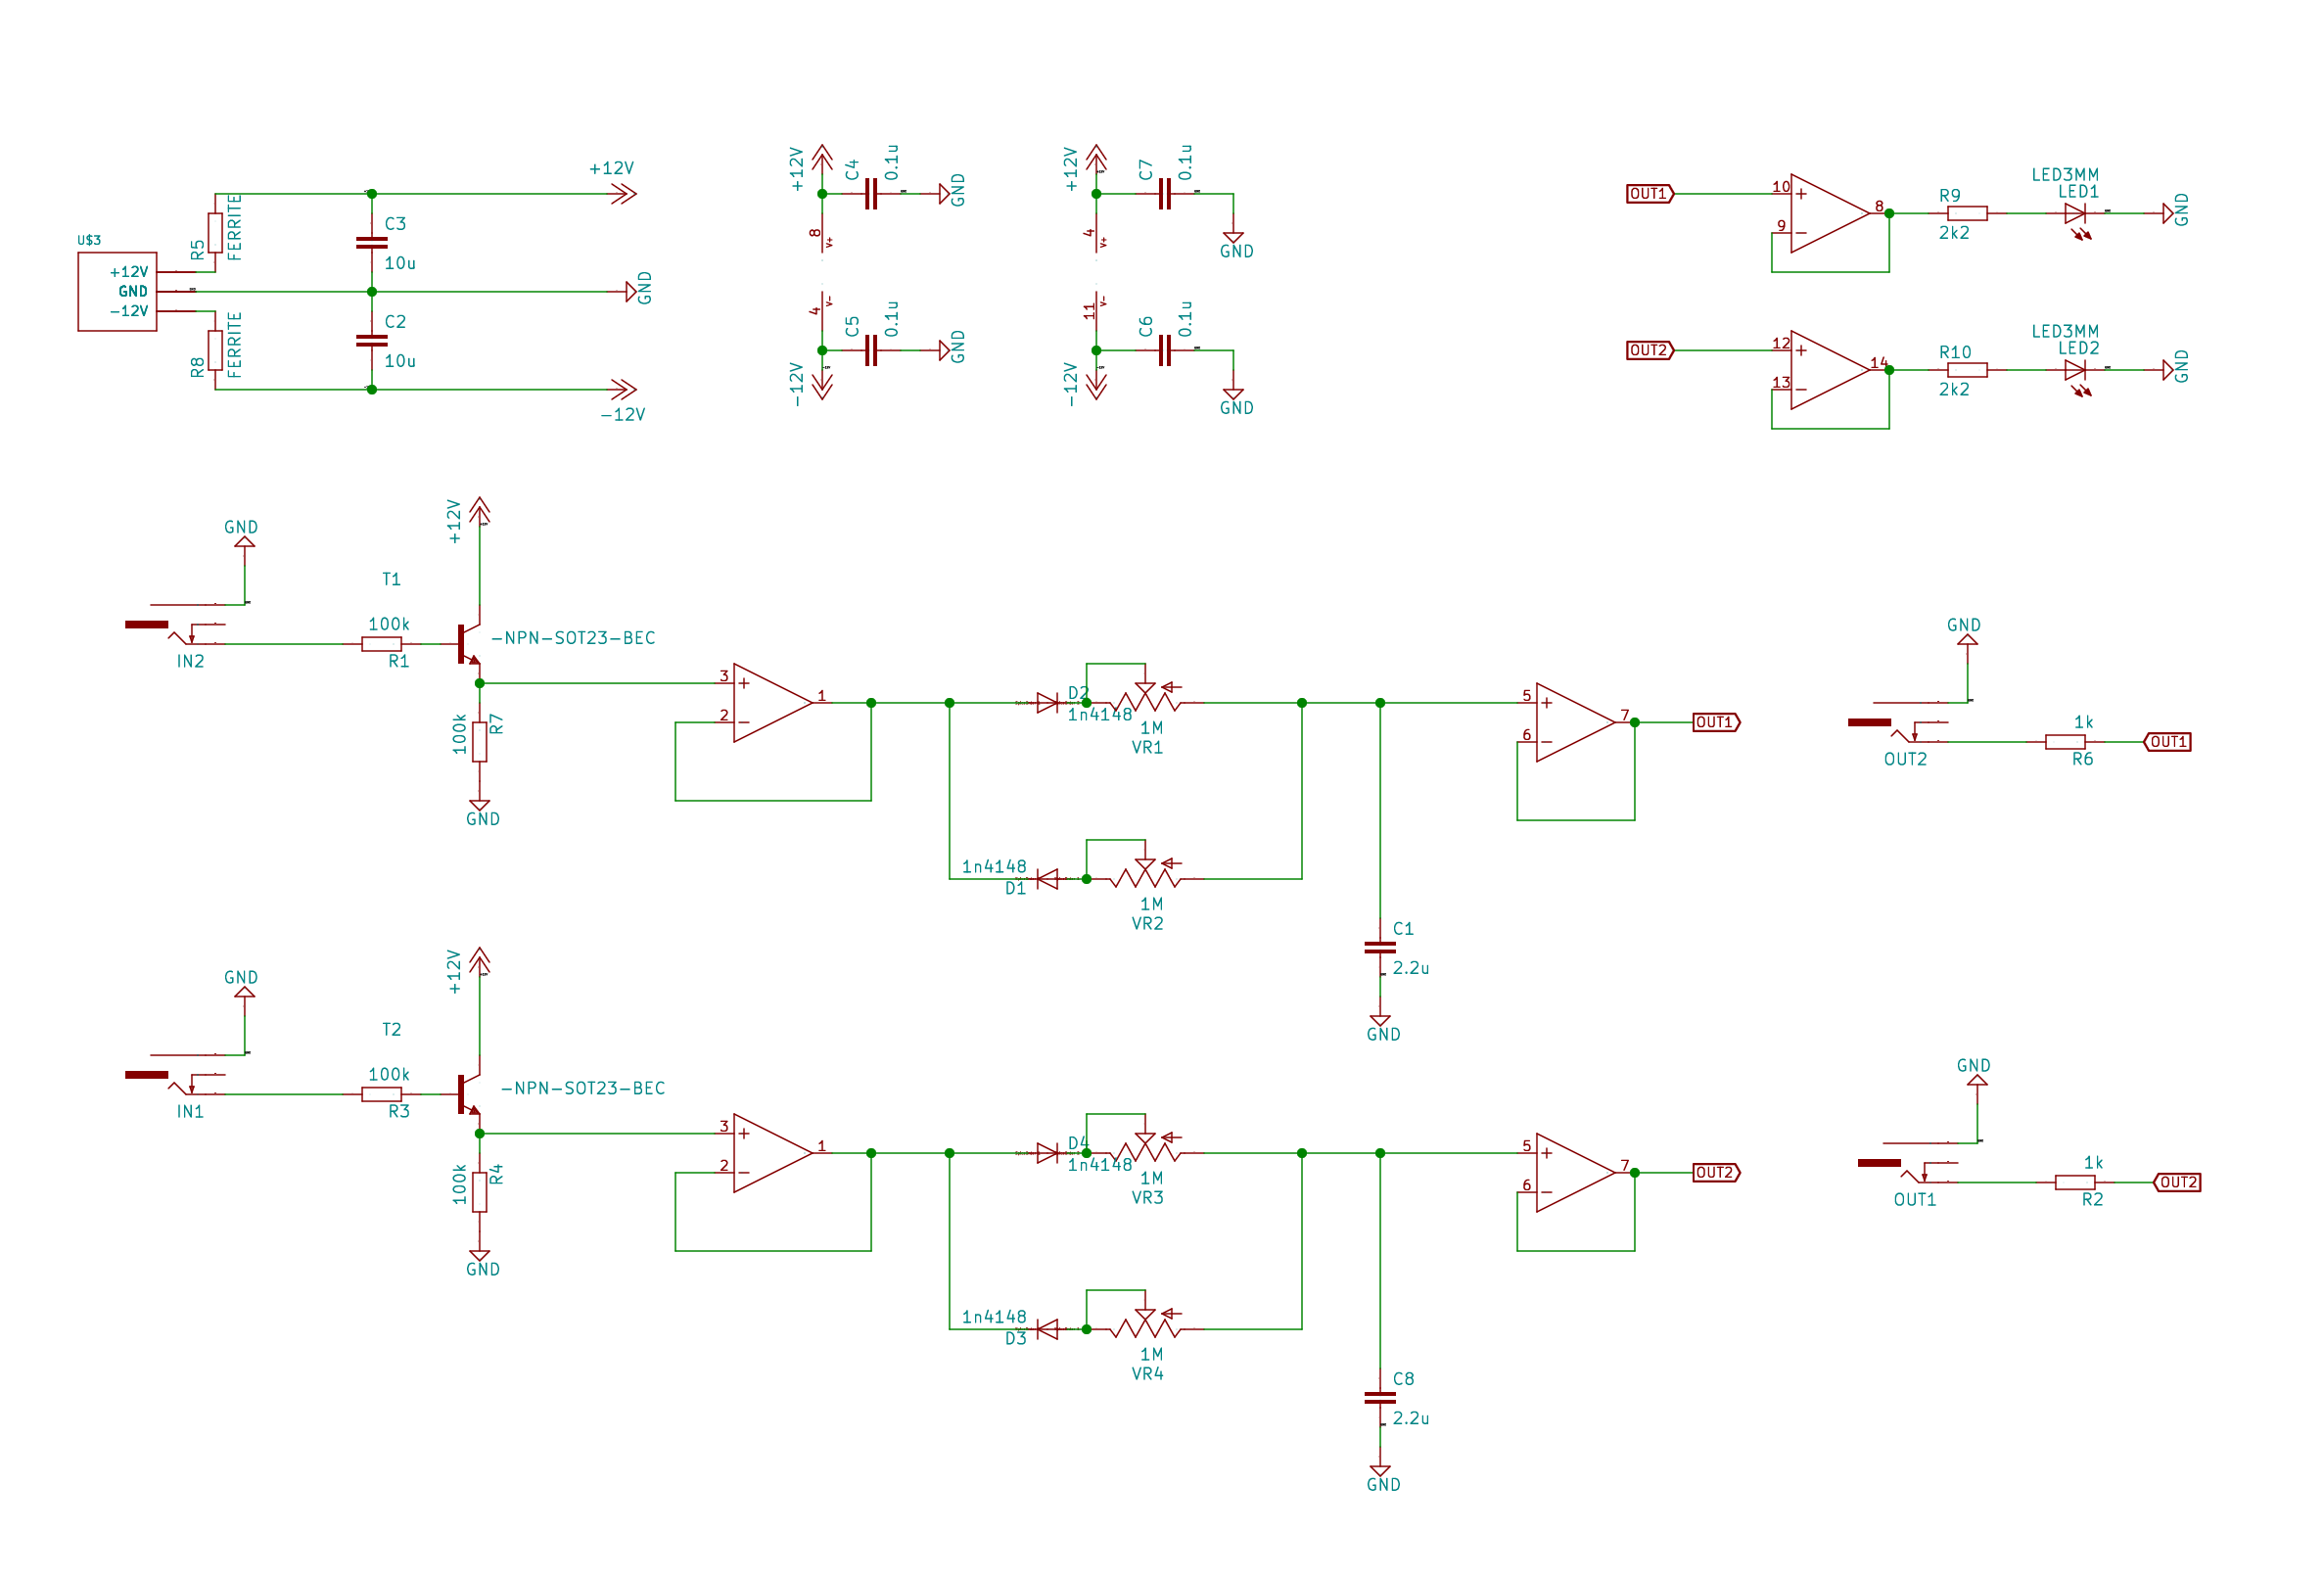 U$3
+12V
GND
-12V
R5
FERRITE
R8
FERRITE
C3
10u
C2
10u
+12V
GND
-12V
+12V
C4
0.1u
GND
8
V+
4
V-
C5
0.1u
GND
-12V
+12V
C7
0.1u
GND
4
V+
11
V-
C6
0.1u
GND
-12V
OUT1
10
9
8
R9
2k2
LED3MM
LED1
GND
OUT2
12
13
14
R10
2k2
LED3MM
LED2
GND
GND
IN2
T1
100k
R1
+12V
-NPN-SOT23-BEC
100k
R7
GND
3
2
1
D2
1n4148
1M
VR1
1n4148
D1
1M
VR2
C1
2.2u
GND
5
6
7
OUT1
GND
OUT2
1k
R6
OUT1
GND
IN1
T2
100k
R3
+12V
-NPN-SOT23-BEC
100k
R4
GND
3
2
1
D4
1n4148
1M
VR3
1n4148
D3
1M
VR4
C8
2.2u
GND
5
6
7
OUT2
GND
OUT1
1k
R2
OUT2